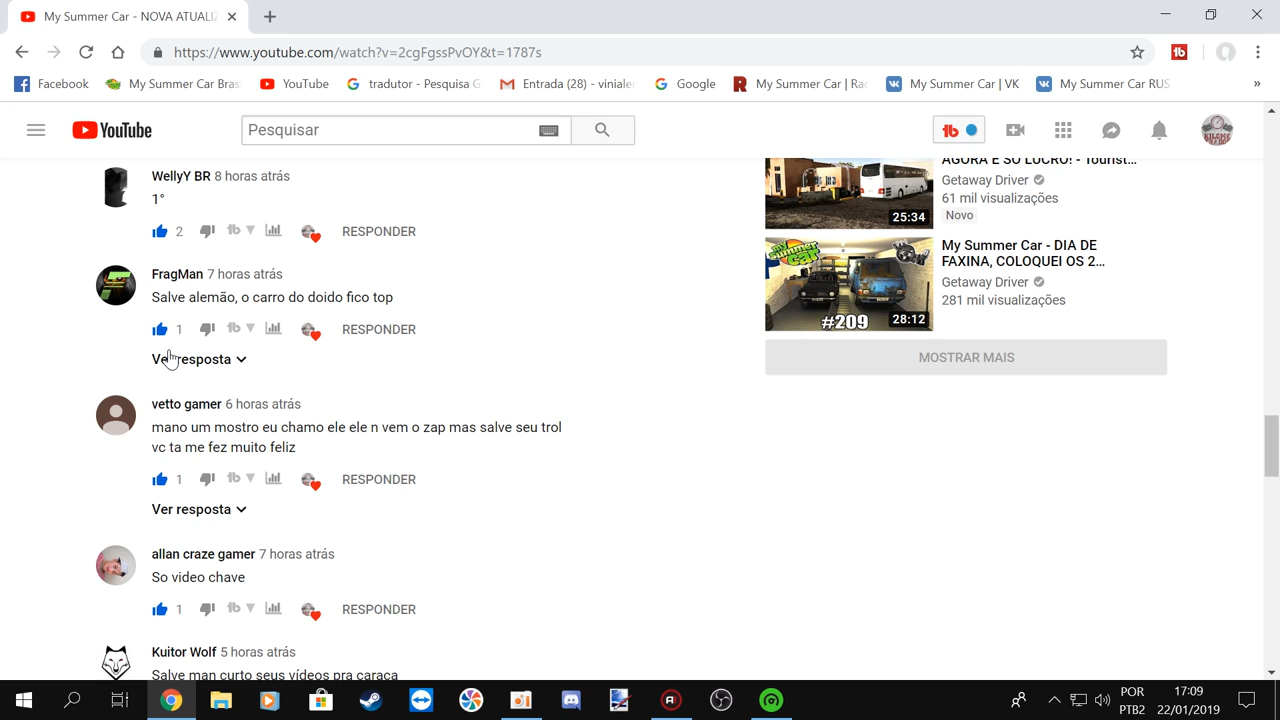 My Summer Car - NOVA ATUALIZ
https://www.youtube.com/watch?v=2cgFgssPvOY&t=1787s
Facebook
My Summer Car Bras
YouTube
tradutor - Pesquisa G
Entrada (28) - vinialer
Google
My Summer Car | Rac
My Summer Car | VK
My Summer Car RUS
YouTube
Pesquisar
WellyY BR 8 horas atrás
1°
2
RESPONDER
FragMan 7 horas atrás
Salve alemão, o carro do doido fico top
1
RESPONDER
Ver resposta
vetto gamer 6 horas atrás
mano um mostro eu chamo ele ele n vem o zap mas salve seu trol
vc ta me fez muito feliz
1
RESPONDER
Ver resposta
allan craze gamer 7 horas atrás
So video chave
1
RESPONDER
Kuitor Wolf 5 horas atrás
Salve man curto seus vídeos pra caraca
AGORA É SÓ LUCRO! - Tourist...
Getaway Driver
61 mil visualizações
Novo
25:34
My Summer Car - DIA DE
FAXINA, COLOQUEI OS 2...
Getaway Driver
281 mil visualizações
my summer car
#209
28:12
MOSTRAR MAIS
POR
PTB2
17:09
22/01/2019